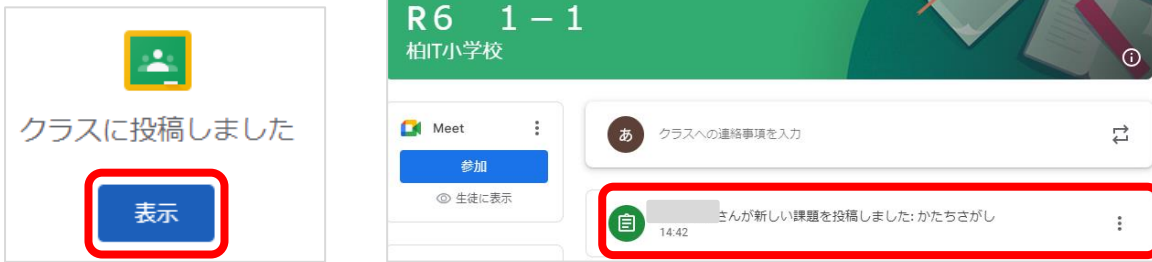 クラスに投稿しました
表示
R6　1－1
柏IT小学校
Meet
参加
生徒に表示
あ
クラスへの連絡事項を入力
さんが新しい課題を投稿しました: かたちさがし
14:42